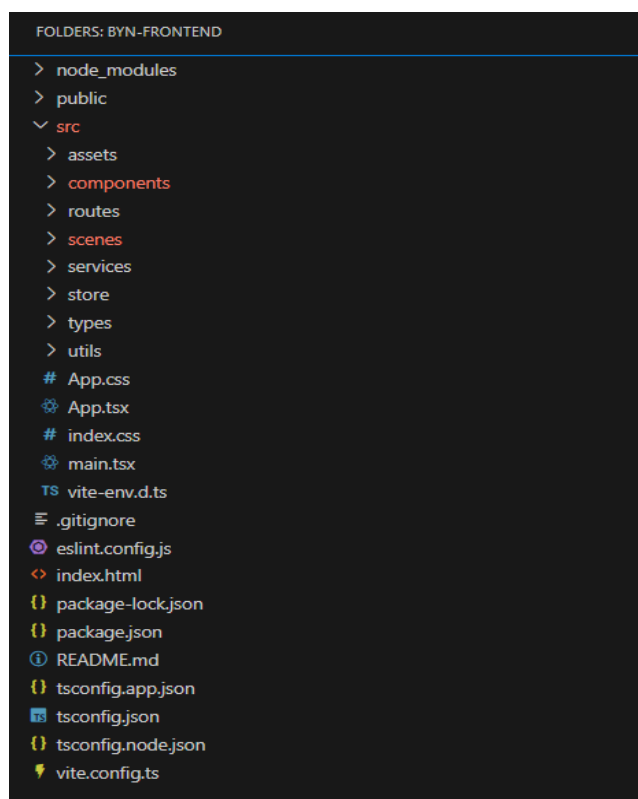 FOLDERS: BYN-FRONTEND
node_modules
public
src
assets
components
routes
scenes
services
store
types
utils
# App.css
App.tsx
# index.css
main.tsx
TS vite-env.d.ts
.gitignore
eslint.config.js
<> index.html
{} package-lock.json
{} package.json
README.md
{} tsconfig.app.json
TS tsconfig.json
{} tsconfig.node.json
vite.config.ts